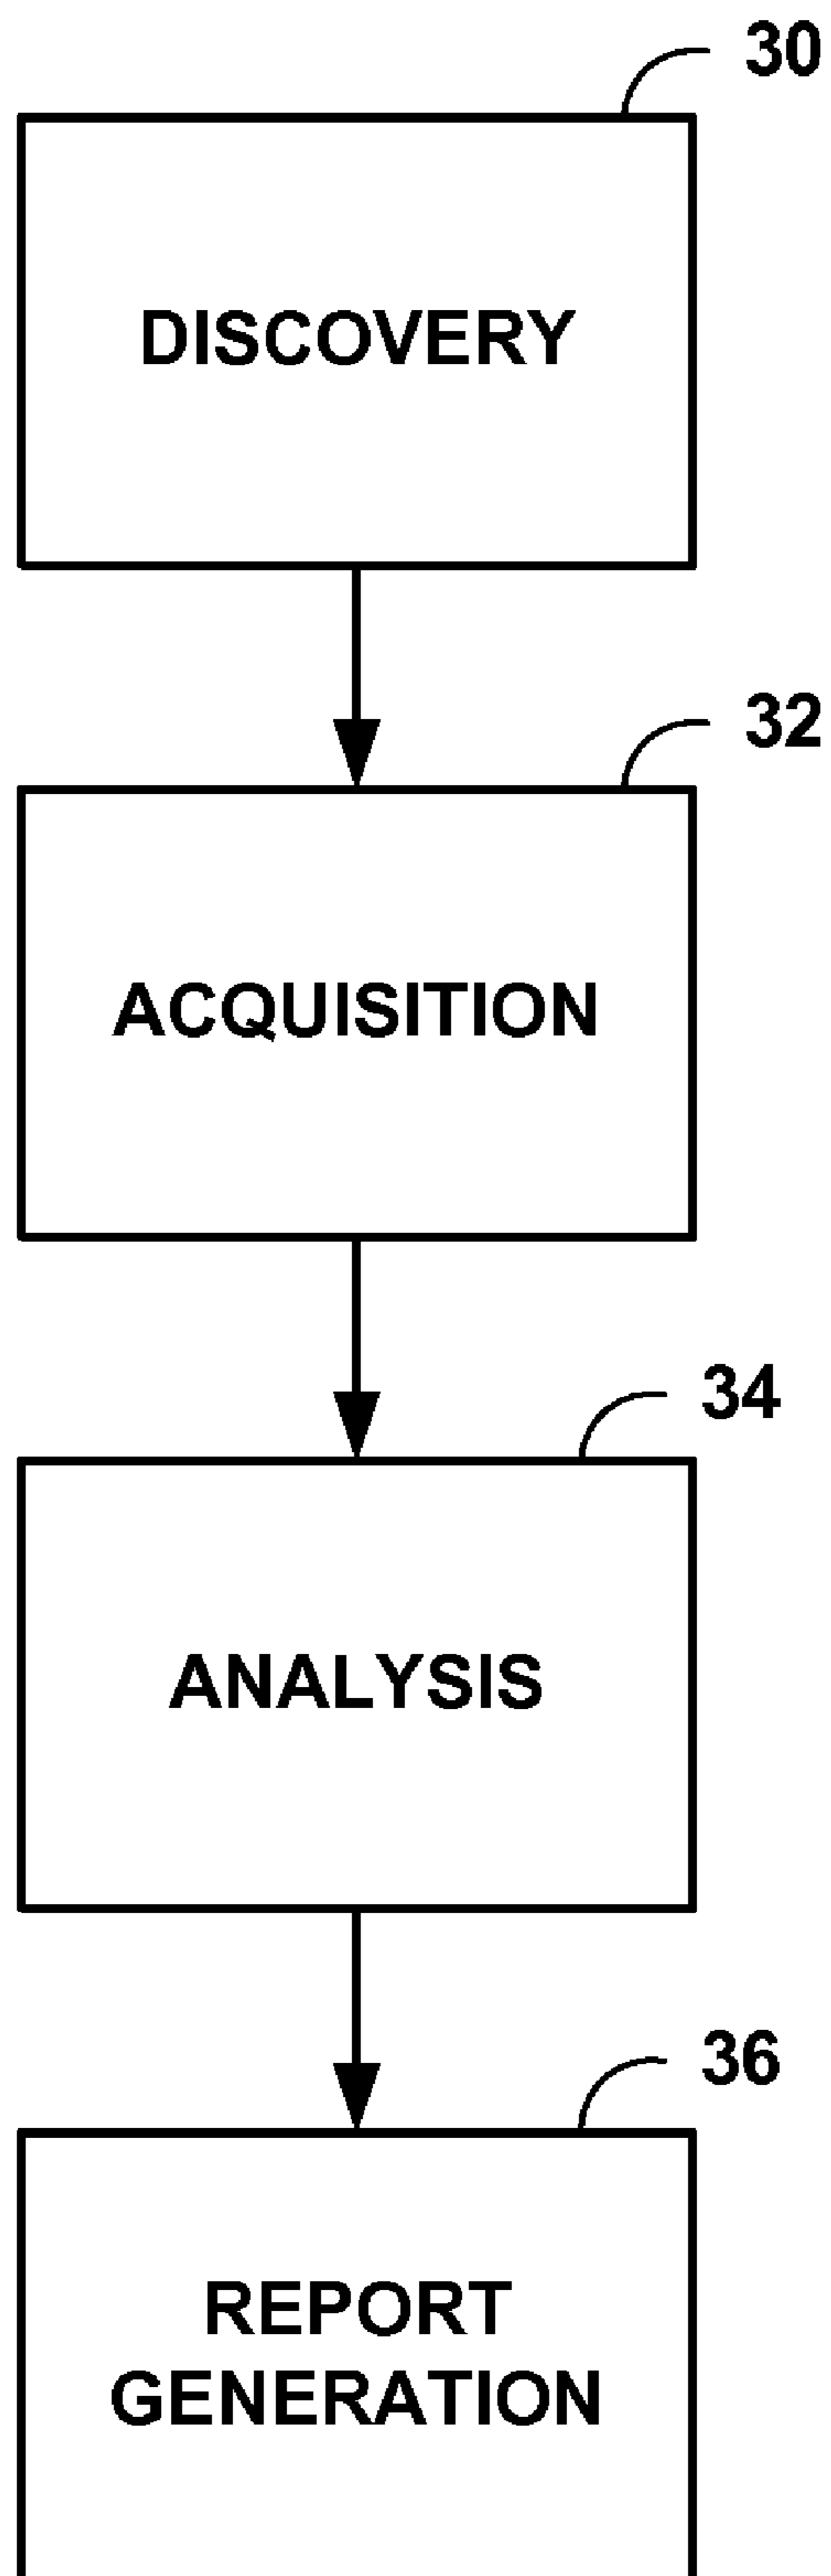 30
DISCOVERY
32
ACQUISITION
34
ANALYSIS
36
REPORT
GENERATION